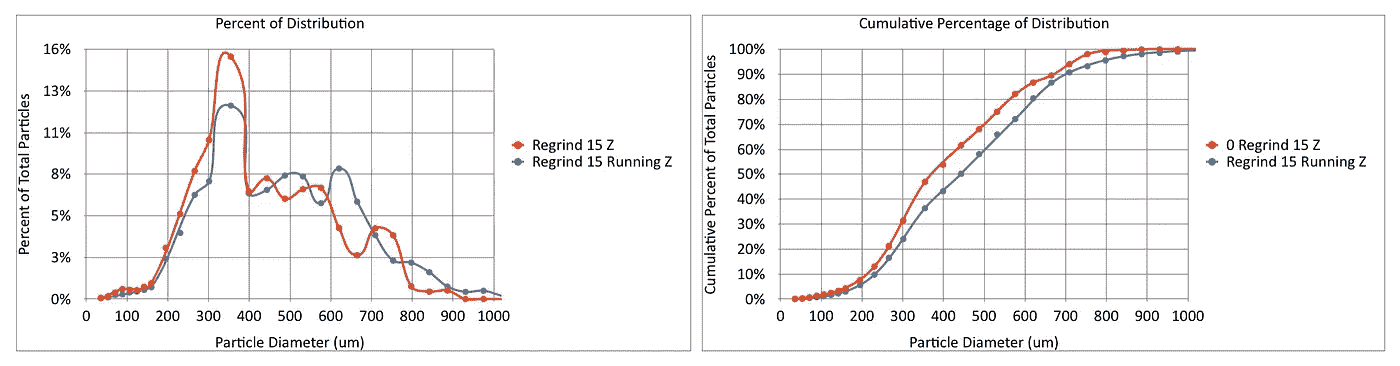 Percent of Distribution
Percent of Total Particles
16%
13%
11%
8%
5%
3%
0%
0 100 200 300 400 500 600 700 800 900 1000
Particle Diameter (um)
Regrind 15 Z
Regrind 15 Running Z
Cumulative Percentage of Distribution
Cumulative Percent of Total Particles
100%
90%
80%
70%
60%
50%
40%
30%
20%
10%
0%
0 100 200 300 400 500 600 700 800 900 1000
Particle Diameter (um)
0 Regrind 15 Z
Regrind 15 Running Z